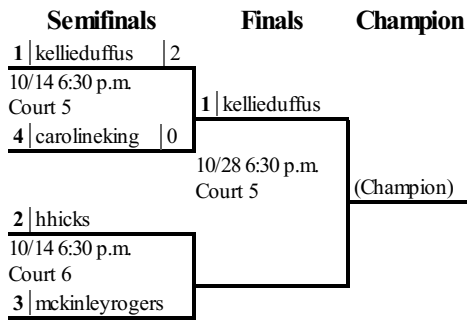 Semifinals Finals Champion
1 kellieduffus 2
10/14 6:30 p.m.
Court 5
4 carolineking 0
1 kellieduffus
10/28 6:30 p.m.
Court 5
(Champion)
2 hhicks
10/14 6:30 p.m.
Court 6
3 mckinleyrogers